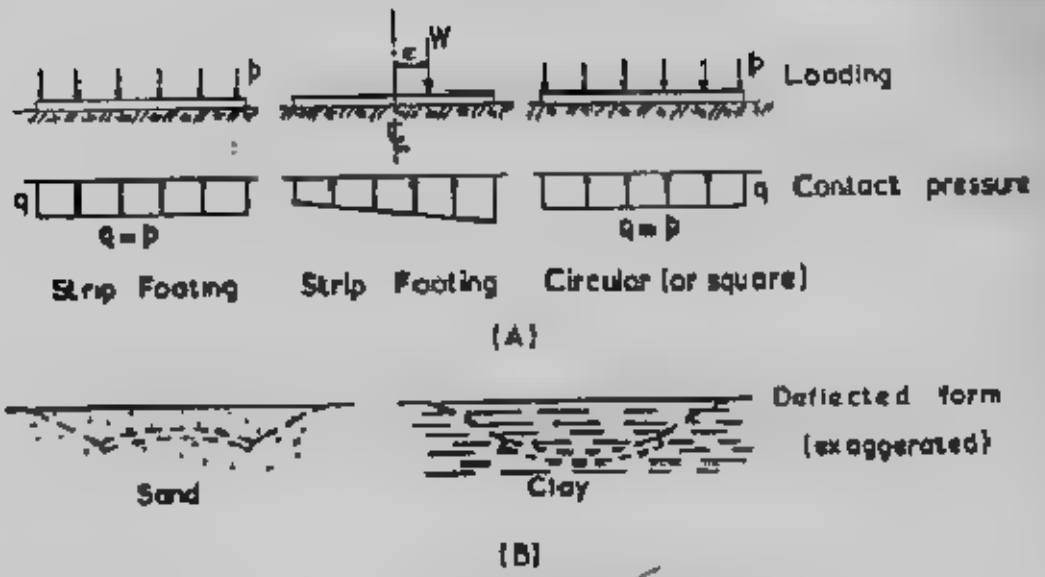 e W
p p Loading
℄
q q Contact pressure
q = p q = p
Strip Footing Strip Footing Circular (or square)
(A)
Deflected form
(exaggerated)
Sand Clay
(B)